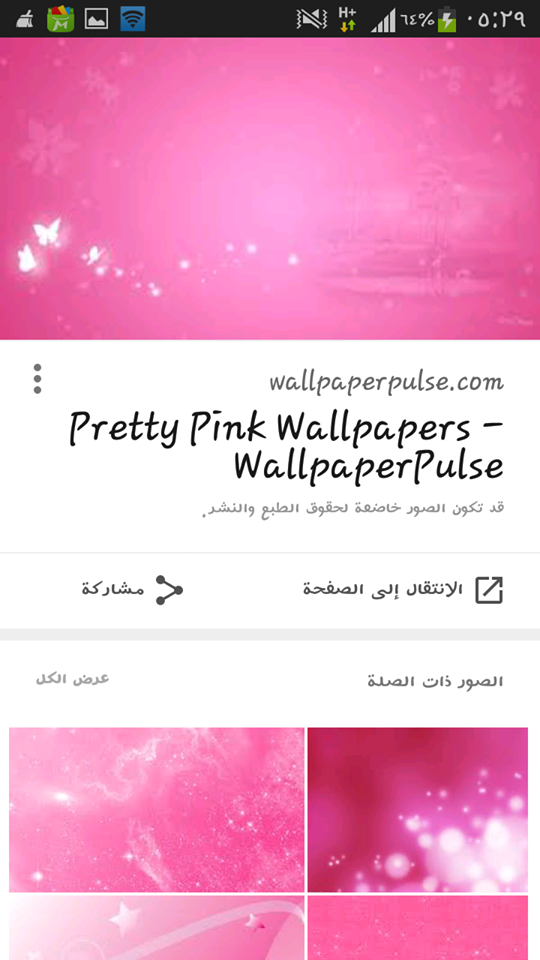 H+ ٦٤% ٠٥:٢٩
wallpaperpulse.com
Pretty Pink Wallpapers –
WallpaperPulse
قد تكون الصور خاضعة لحقوق الطبع والنشر.
الانتقال إلى الصفحة
مشاركة
الصور ذات الصلة
عرض الكل